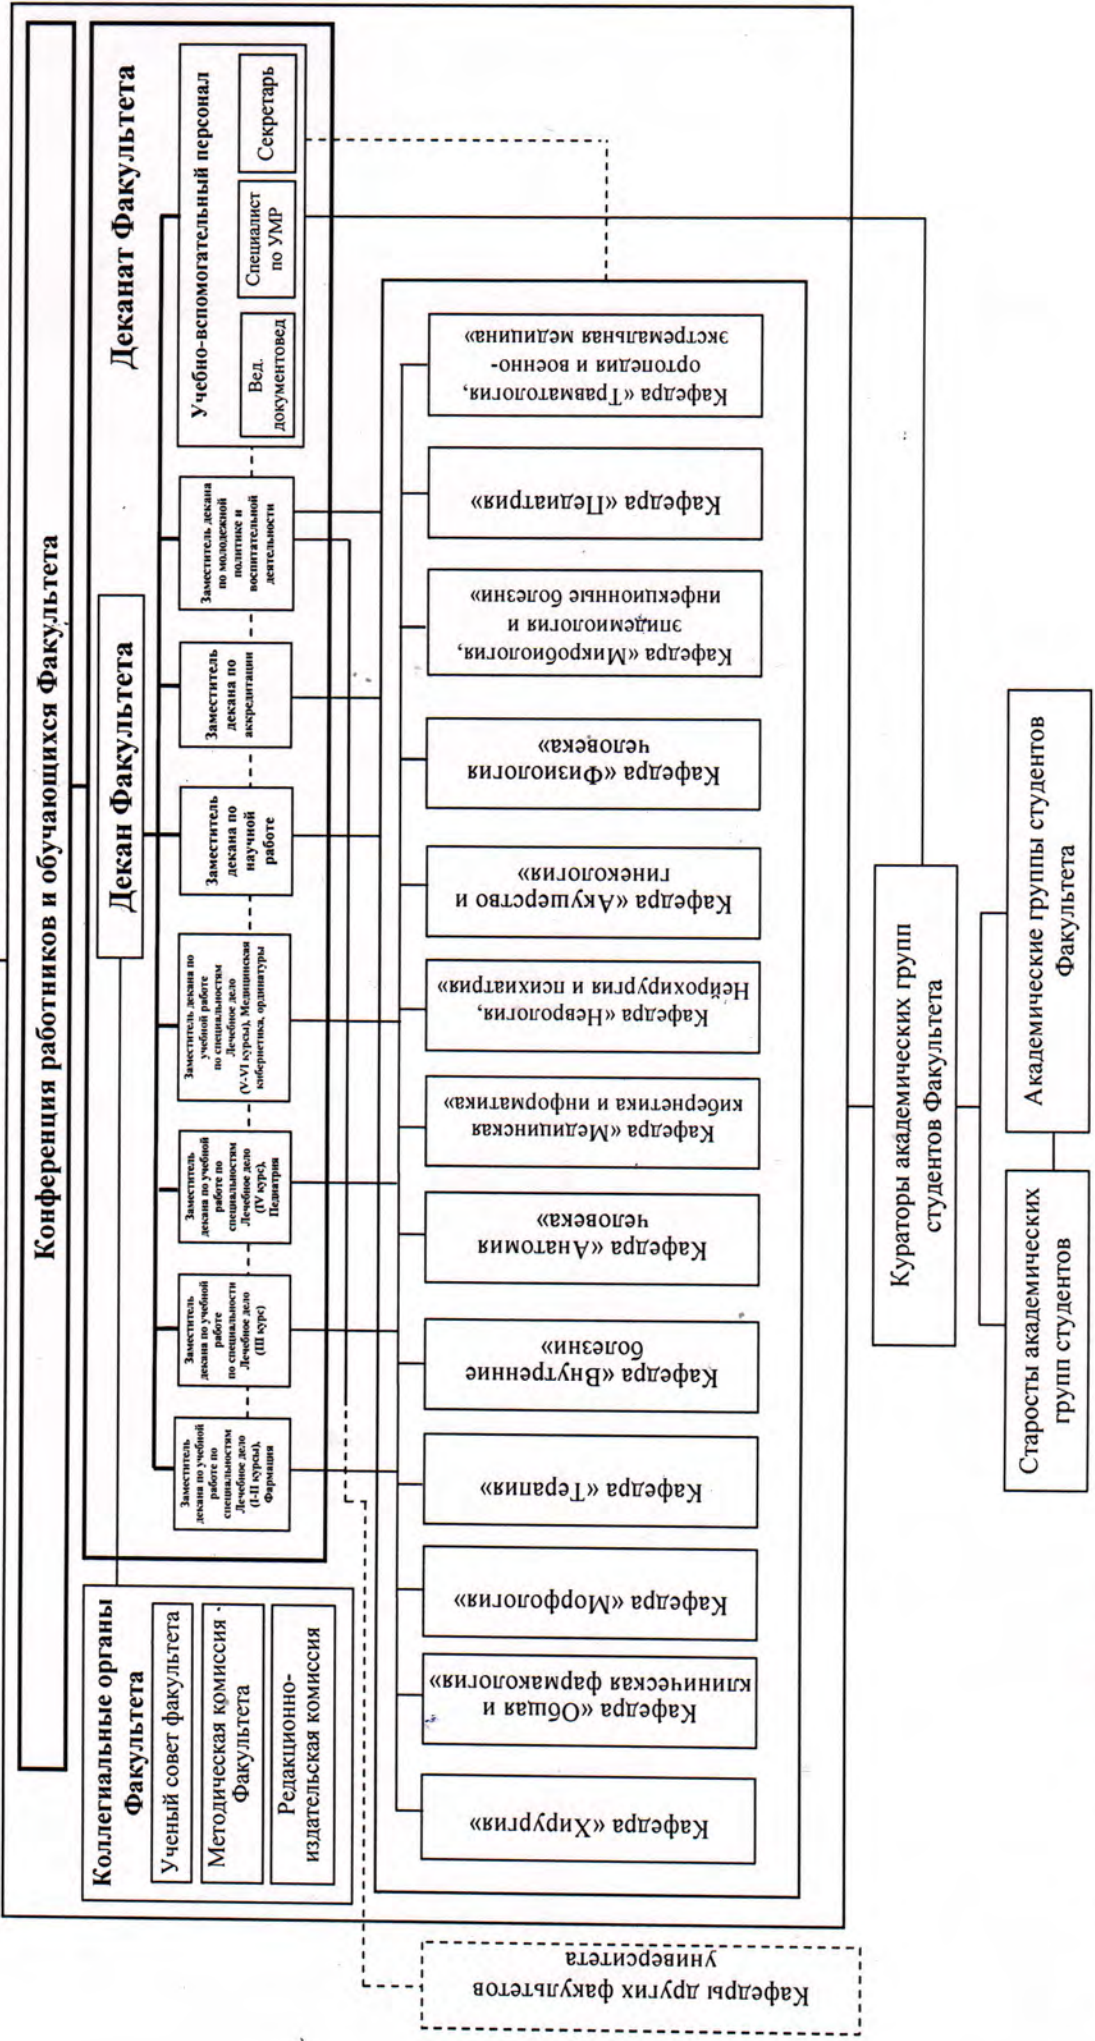 Конференция работников и обучающихся Факультета
Коллегиальные органы
Факультета
Ученый совет факультета
Методическая комиссия
Факультета
Редакционно-
издательская комиссия
Декан Факультета
Деканат Факультета
Заместитель
декана по учебной
работе по
специальностям
Лечебное дело
(I-II курсы),
Фармация
Заместитель
декана по учебной
работе
по специальности
Лечебное дело
(III курс)
Заместитель
декана по учебной
работе по
специальностям
Лечебное дело
(IV курс),
Педиатрия
Заместитель декана по
учебной работе
по специальностям
Лечебное дело
(V-VI курсы), Медицинская
кибернетика, ординатуры
Заместитель
декана по
научной
работе
Заместитель
декана по
аккредитации
Заместитель декана
по молодежной
политике и
воспитательной
деятельности
Учебно-вспомогательный персонал
Вед.
документовед
Специалист
по УМР
Секретарь
Кафедры других факультетов
университета
Кафедра «Хирургия»
Кафедра «Общая и
клиническая фармакология»
Кафедра «Морфология»
Кафедра «Терапия»
Кафедра «Внутренние
болезни»
Кафедра «Анатомия
человека»
Кафедра «Медицинская
кибернетика и информатика»
Кафедра «Неврология,
Нейрохирургия и психиатрия»
Кафедра «Акушерство и
гинекология»
Кафедра «Физиология
человека»
Кафедра «Микробиология,
эпидемиология и
инфекционные болезни»
Кафедра «Педиатрия»
Кафедра «Травматология,
ортопедия и военно-
экстремальная медицина»
Кураторы академических групп
студентов Факультета
Старосты академических
групп студентов
Академические группы студентов
Факультета